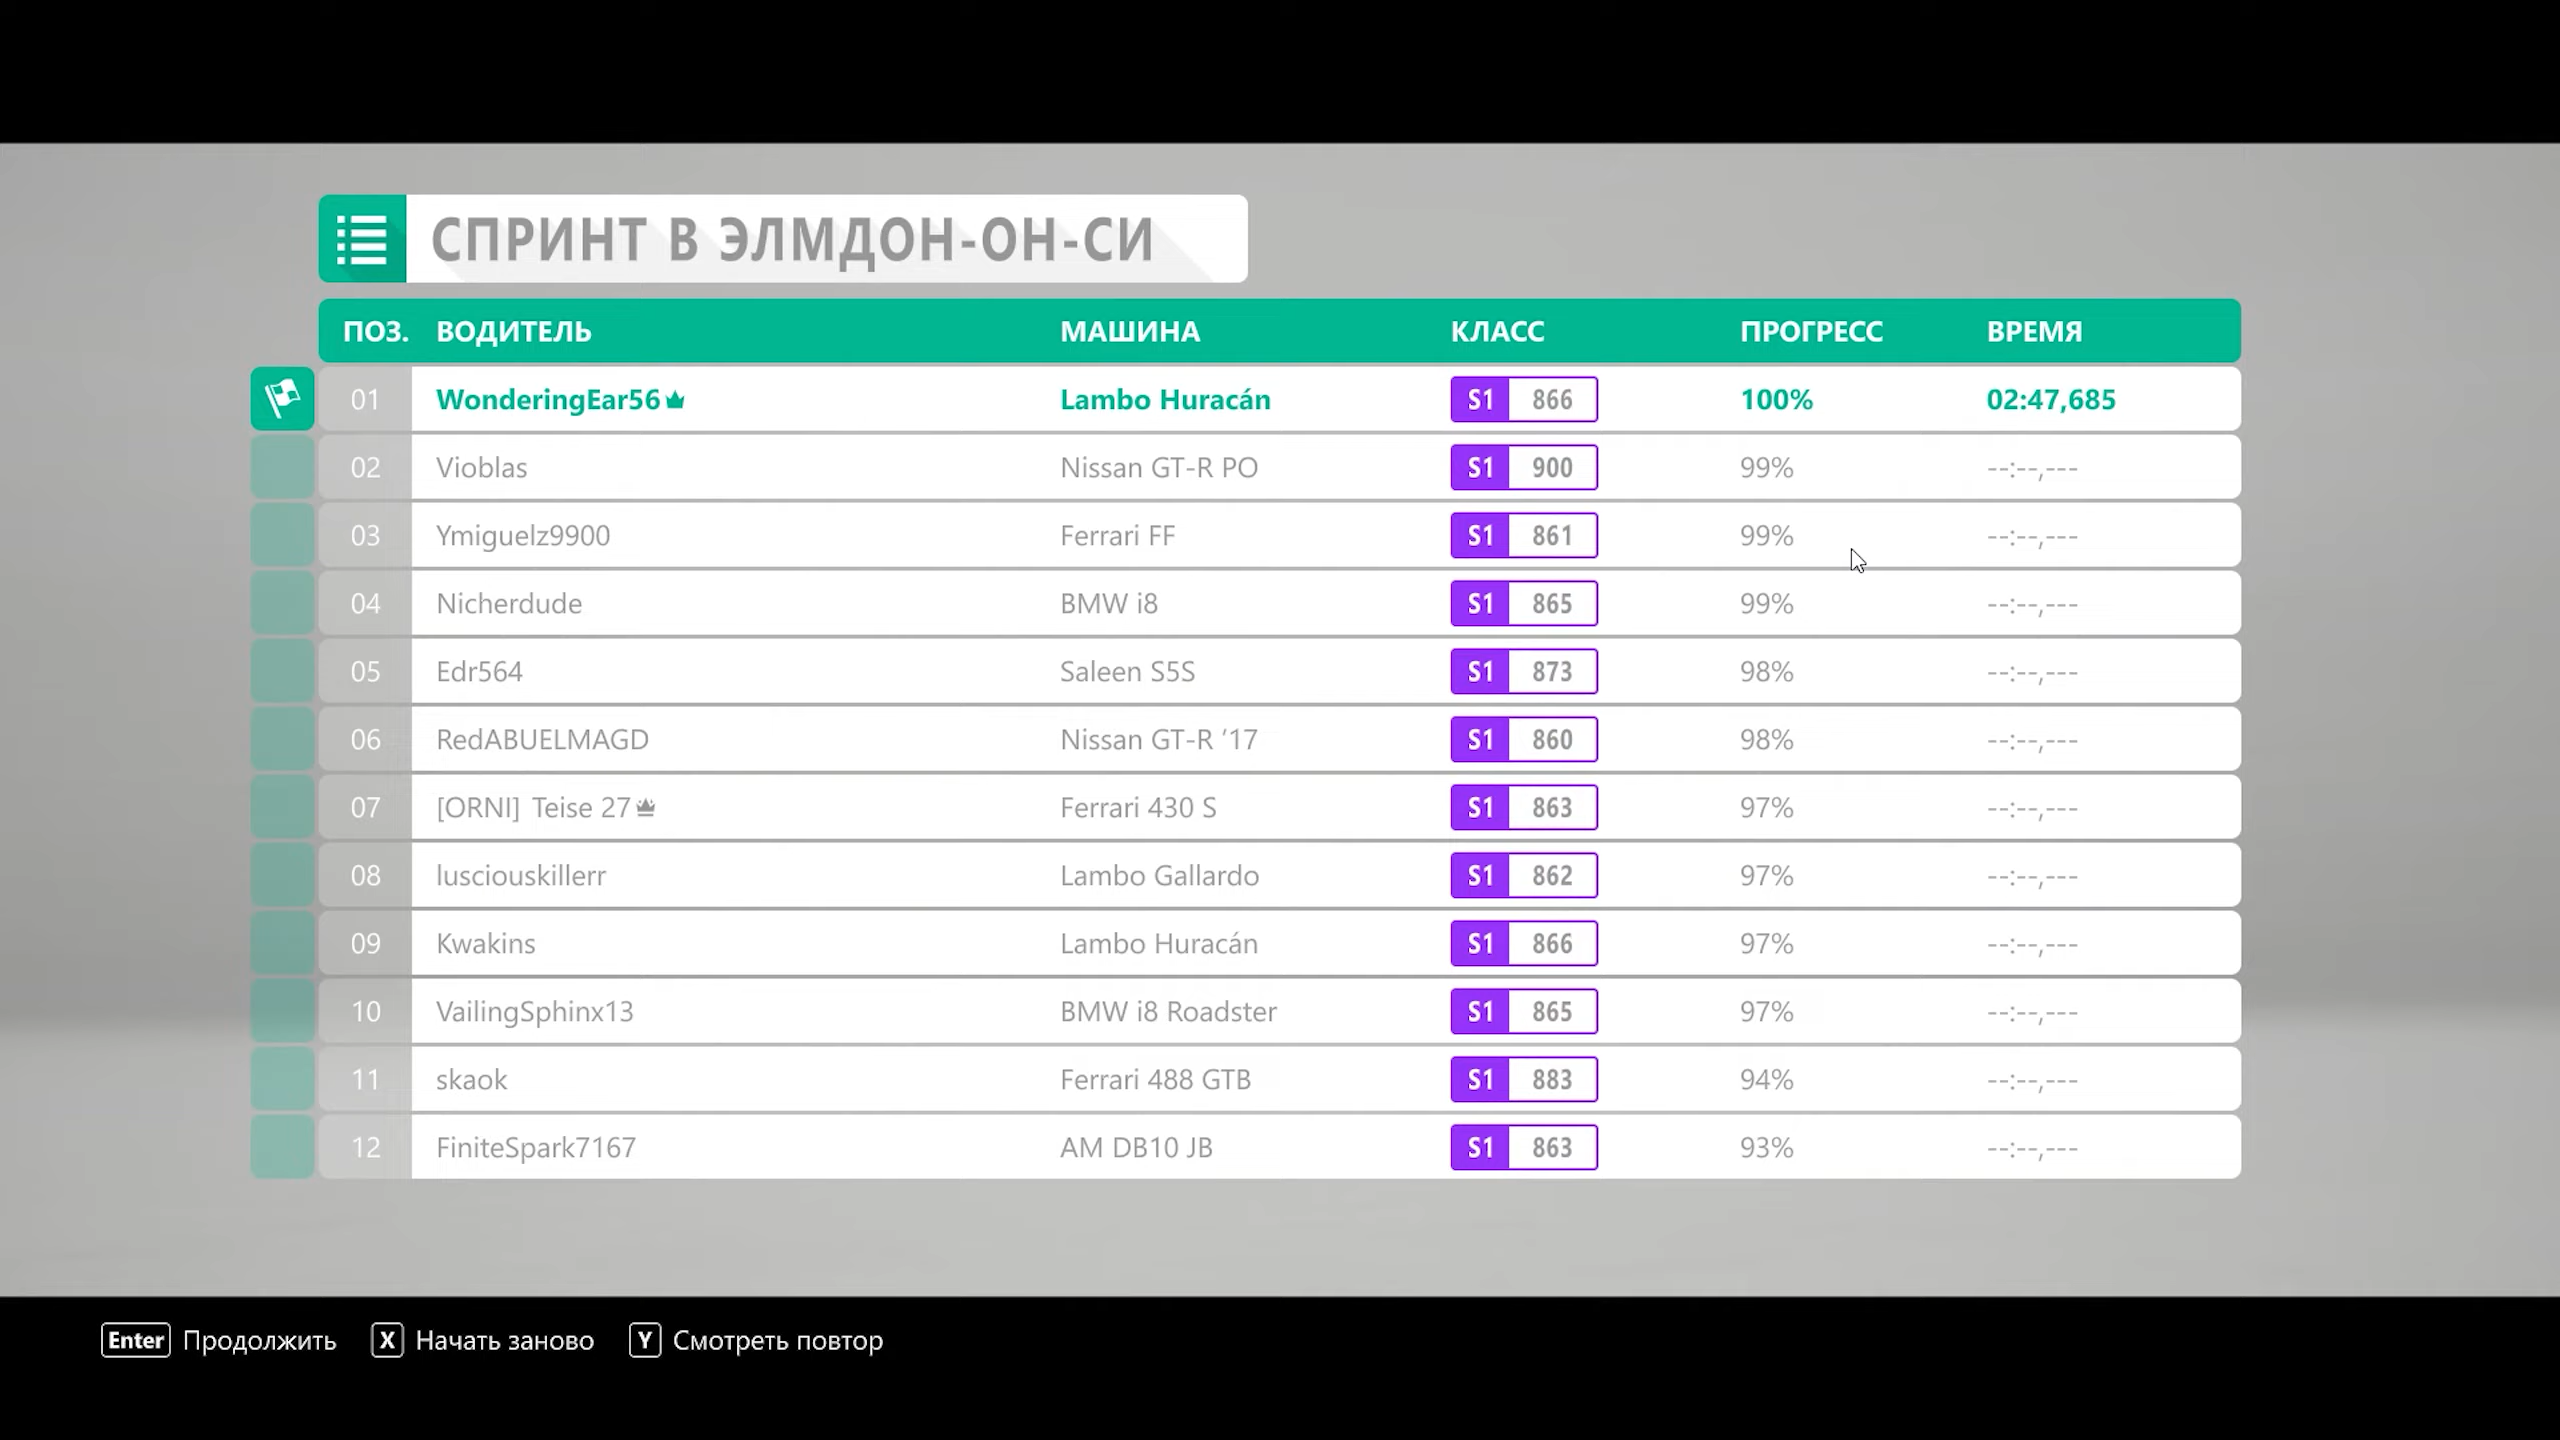 СПРИНТ В ЭЛМДОН-ОН-СИ
ПОЗ. ВОДИТЕЛЬ МАШИНА КЛАСС ПРОГРЕСС ВРЕМЯ
01 WonderingEar56 Lambo Huracán S1 866 100% 02:47,685
02 Vioblas Nissan GT-R PO S1 900 99% --:--,---
03 Ymiguelz9900 Ferrari FF S1 861 99% --:--,---
04 Nicherdude BMW i8 S1 865 99% --:--,---
05 Edr564 Saleen S5S S1 873 98% --:--,---
06 RedABUELMAGD Nissan GT-R ’17 S1 860 98% --:--,---
07 [ORNI] Teise 27 Ferrari 430 S S1 863 97% --:--,---
08 lusciouskillerr Lambo Gallardo S1 862 97% --:--,---
09 Kwakins Lambo Huracán S1 866 97% --:--,---
10 VailingSphinx13 BMW i8 Roadster S1 865 97% --:--,---
11 skaok Ferrari 488 GTB S1 883 94% --:--,---
12 FiniteSpark7167 AM DB10 JB S1 863 93% --:--,---
Enter Продолжить X Начать заново Y Смотреть повтор